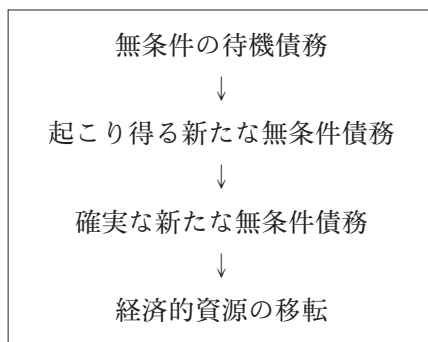 無条件の待機債務
↓
起こり得る新たな無条件債務
↓
確実な新たな無条件債務
↓
経済的資源の移転